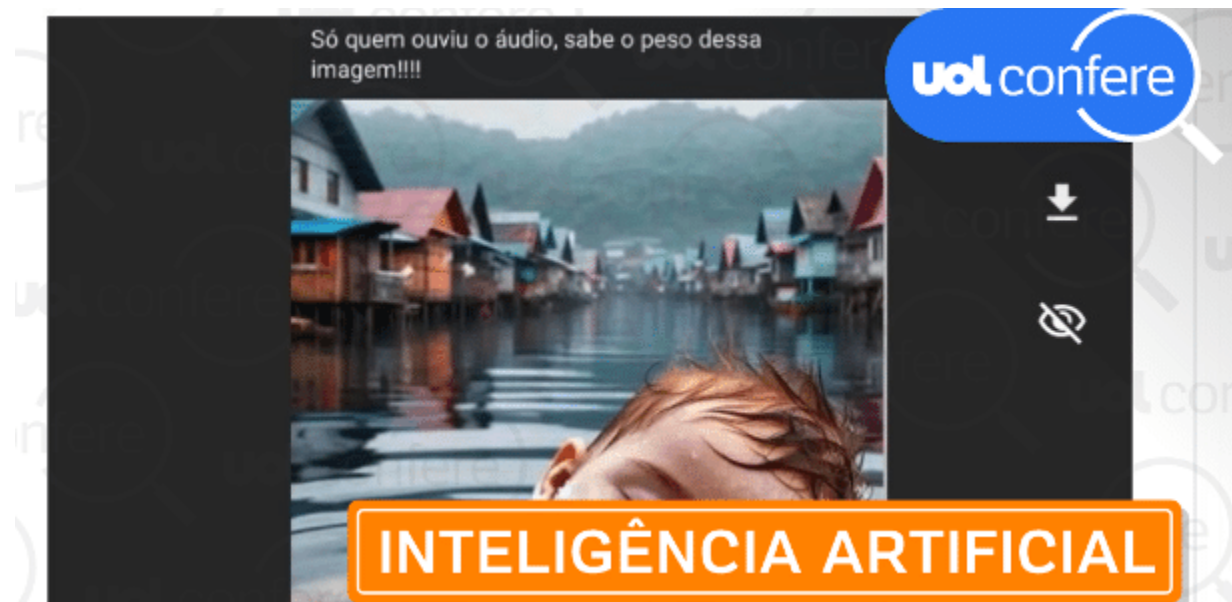 Só quem ouviu o áudio, sabe o peso dessa
imagem!!!!
uol confere
INTELIGÊNCIA ARTIFICIAL